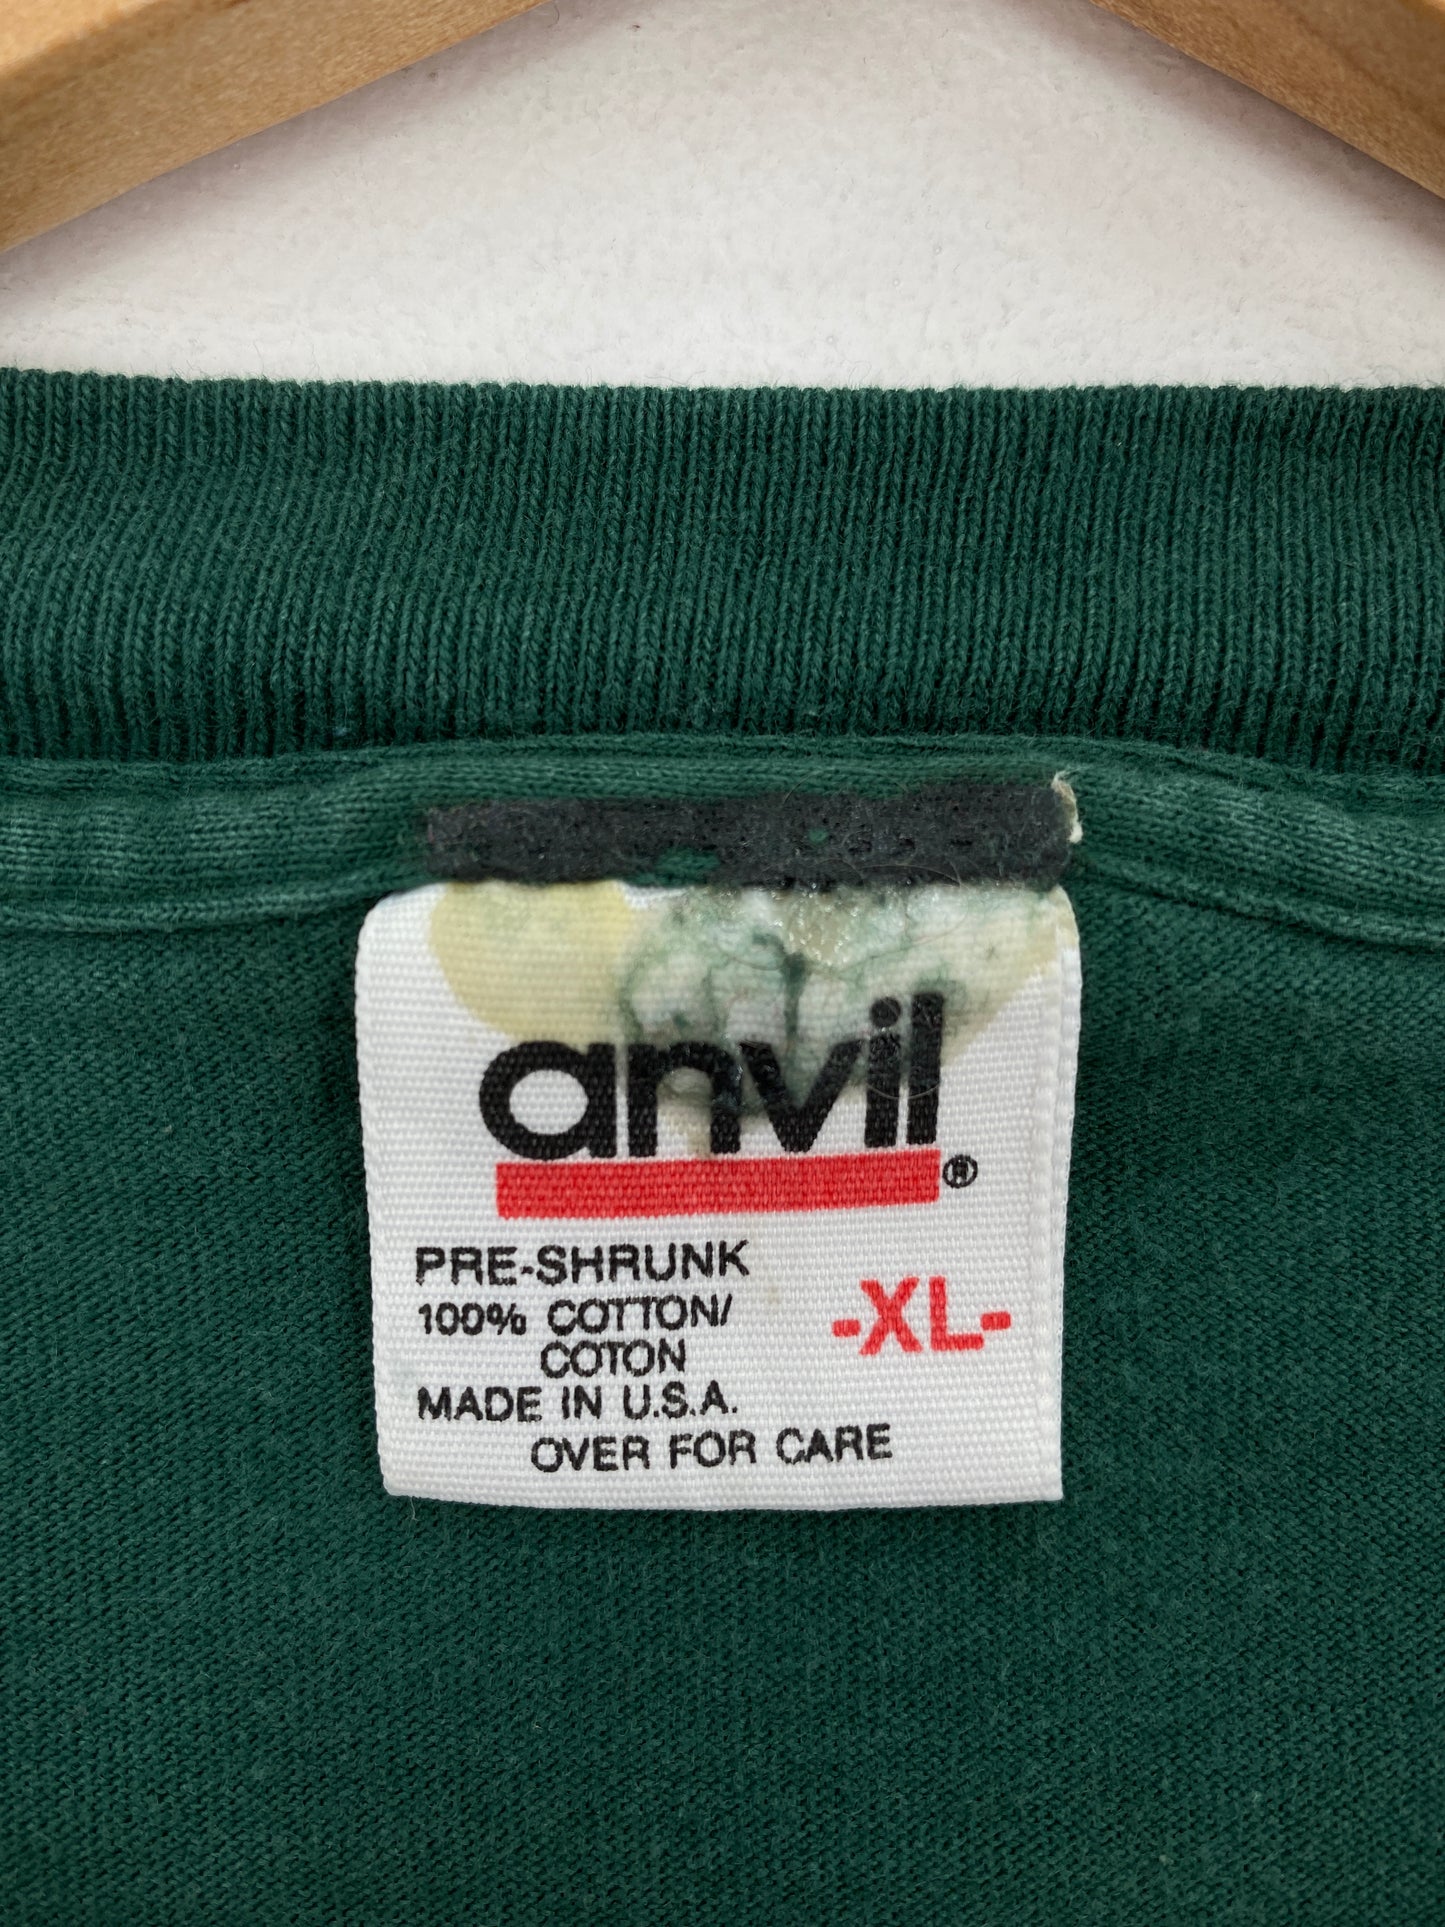 anvil®
PRE-SHRUNK
100% COTTON/
COTON
-XL-
MADE IN U.S.A.
OVER FOR CARE